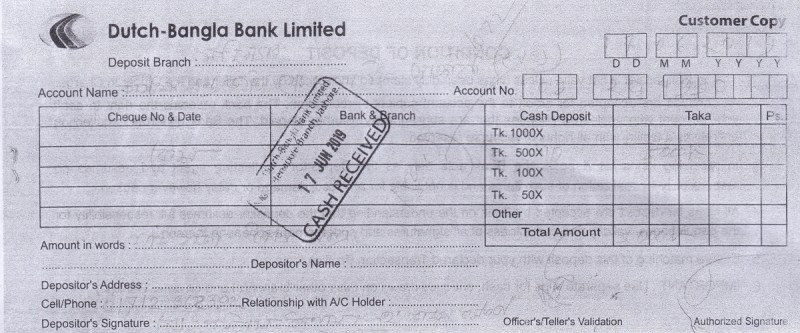 Customer Copy
Dutch-Bangla Bank Limited
D D M M Y Y Y Y
Deposit Branch :
Account Name :
Account No.
Cheque No & Date
Bank & Branch
Cash Deposit
Taka
Ps.
Tk. 1000X
Tk. 500X
Tk. 100X
Tk. 50X
Other
Total Amount
Dutch-Bangla Bank Limited
Branch, Jashore.
17 JUN 2019
CASH RECEIVED
Amount in words :
Depositor's Name :
Depositor's Address :
Cell/Phone :
Relationship with A/C Holder :
Depositor's Signature :
Officer's/Teller's Validation
Authorized Signature